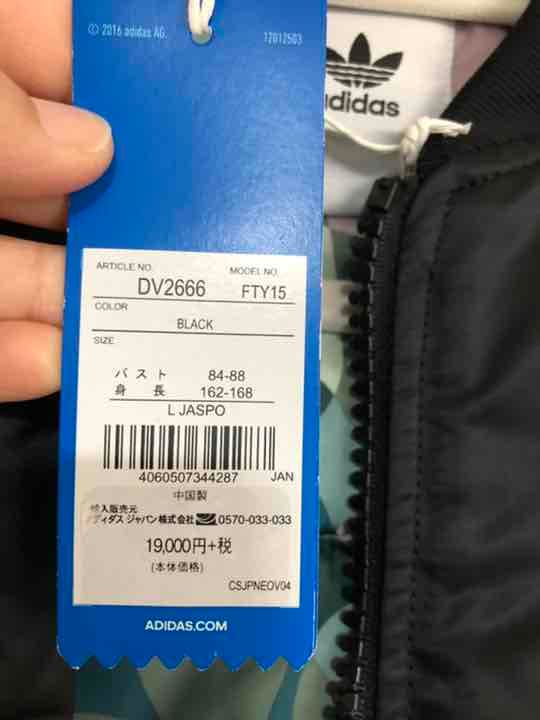 © 2016 adidas AG.
12012503
adidas
ARTICLE NO.
MODEL NO.
DV2666
FTY15
COLOR
BLACK
SIZE
バスト 84-88
身長 162-168
L JASPO
4060507344287 JAN
中国製
輸入販売元
アディダス ジャパン株式会社 0570-033-033
19,000円+税
(本体価格)
CSJPNEOV04
ADIDAS.COM